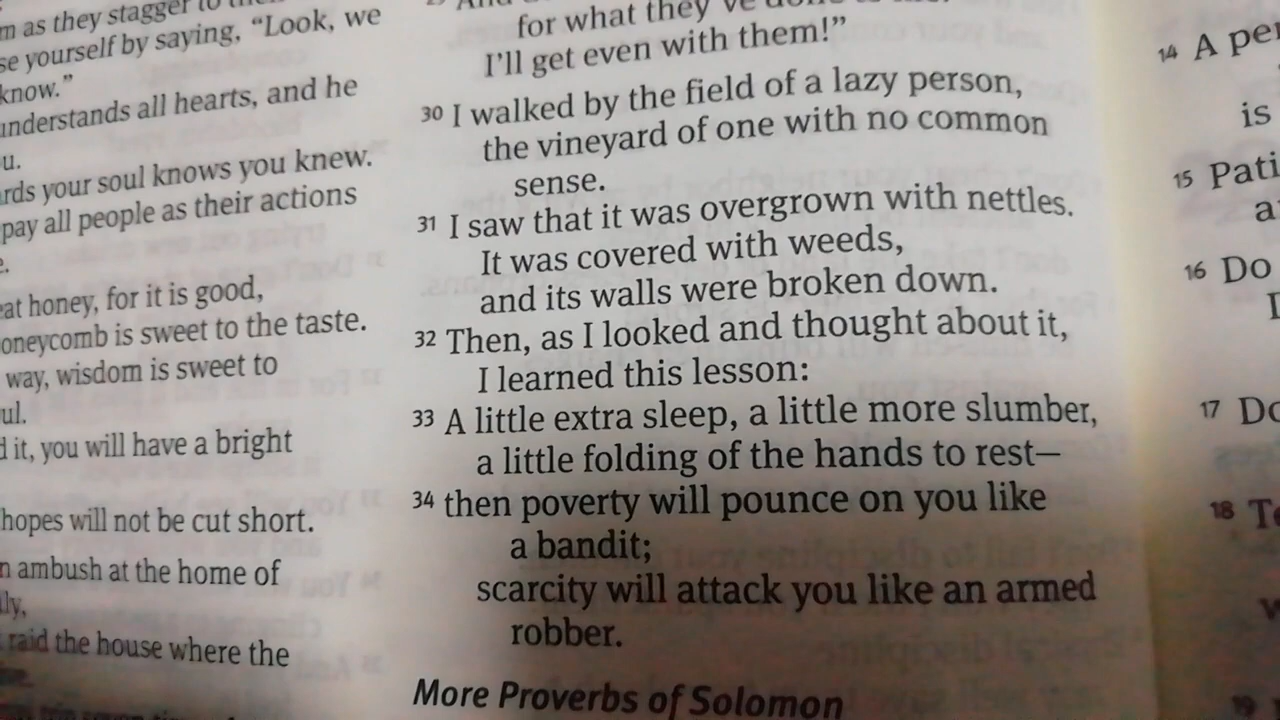 m as they stagger to
se yourself by saying, “Look, we
know.”
understands all hearts, and he
u.
rds your soul knows you knew.
pay all people as their actions
e.
eat honey, for it is good,
oneycomb is sweet to the taste.
way, wisdom is sweet to
ul.
d it, you will have a bright
hopes will not be cut short.
n ambush at the home of
lly,
raid the house where the
for what they’ve
I’ll get even with them!”
30 I walked by the field of a lazy person,
the vineyard of one with no common
sense.
31 I saw that it was overgrown with nettles.
It was covered with weeds,
and its walls were broken down.
32 Then, as I looked and thought about it,
I learned this lesson:
33 A little extra sleep, a little more slumber,
a little folding of the hands to rest—
34 then poverty will pounce on you like
a bandit;
scarcity will attack you like an armed
robber.
More Proverbs of Solomon
14 A per
is
15 Pati
a
16 Do
17 Do
18 To
19